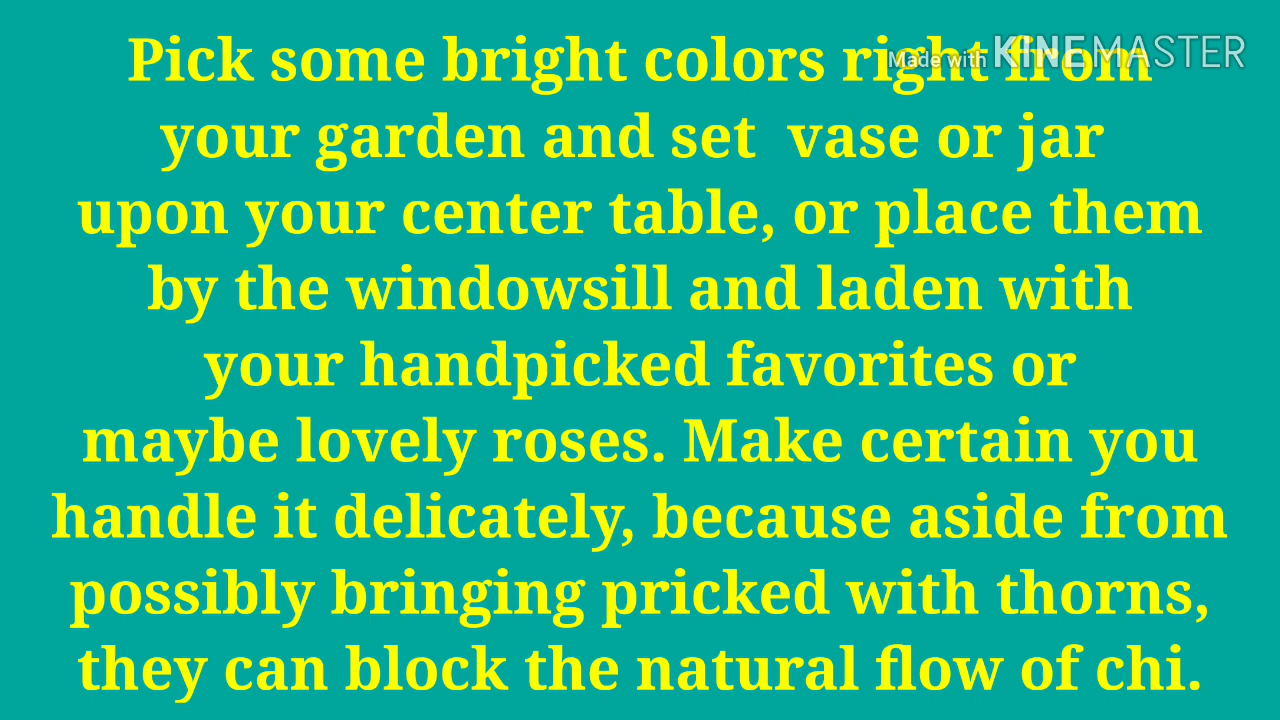 Pick some bright colors right from
Made with KINEMASTER
your garden and set  vase or jar
upon your center table, or place them
by the windowsill and laden with
your handpicked favorites or
maybe lovely roses. Make certain you
handle it delicately, because aside from
possibly bringing pricked with thorns,
they can block the natural flow of chi.